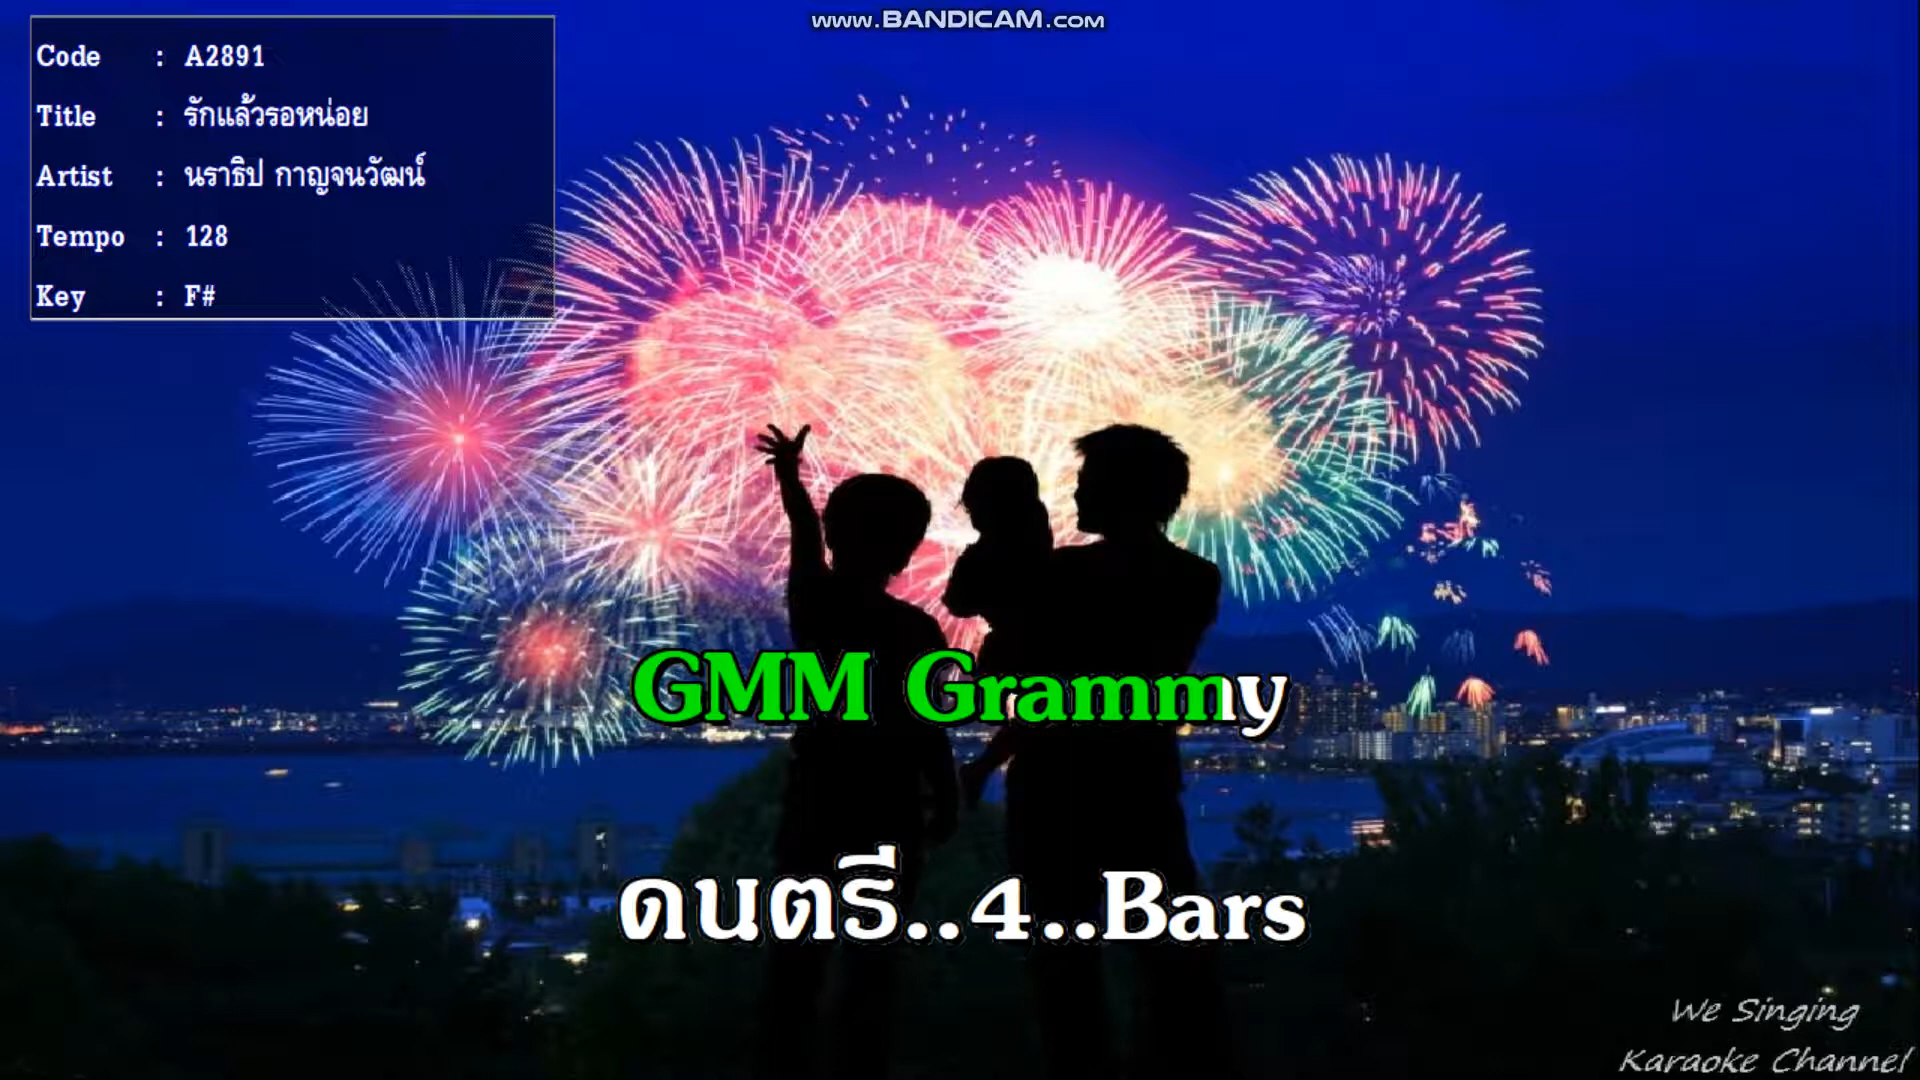 www.BANDICAM.com
Code : A2891
Title : รักแล้วรอหน่อย
Artist : นราธิป กาญจนวัฒน์
Tempo : 128
Key : F#
GMM Grammy
ดนตรี..4..Bars
We Singing
Karaoke Channel